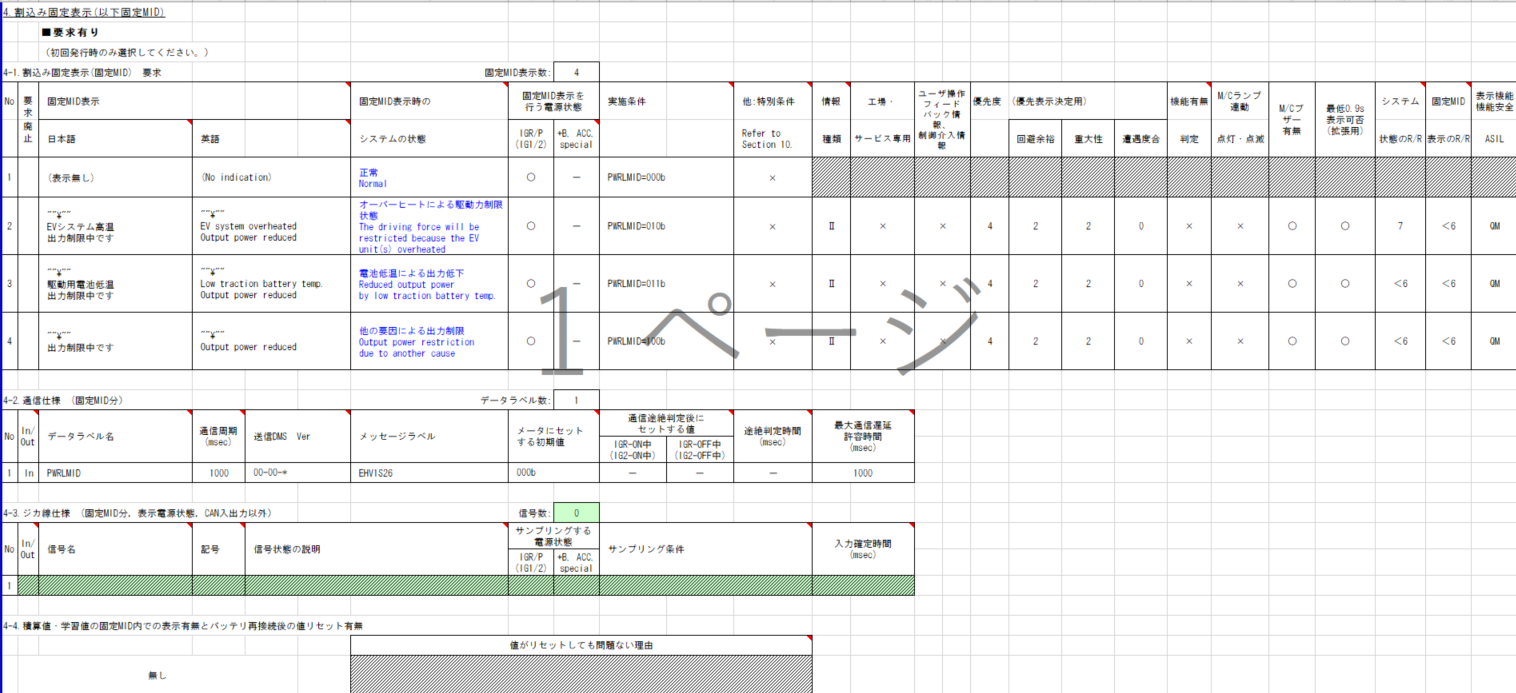 4.割込み固定表示(以下固定MID)
■要求有り
（初回発行時のみ選択してください。）
4-1.割込み固定表示(固定MID)　要求
固定MID表示数:
4
No
要求廃止
固定MID表示
固定MID表示時の
固定MID表示を
行う電源状態
実施条件
他:特別条件
情報
工場・
ユーザ操作
フィード
バック情
報、
制御介入情
報
優先度
（優先表示決定用）
機能有無
M/Cランプ
連動
M/Cブ
ザー
有無
最低0.9s
表示可否
（拡張用）
システム
固定MID
表示機能
機能安全
日本語
英語
システムの状態
IGR/P
(IG1/2)
+B, ACC,
special
Refer to
Section 10.
種類
サービス専用
回避余裕
重大性
遭遇度合
判定
点灯・点滅
状態のR/R
表示のR/R
ASIL
1
（表示無し）
(No indication)
正常
Normal
○
－
PWRLMID=000b
×
2
~~¥~~
EVシステム高温
出力制限中です
~~¥~~
EV system overheated
Output power reduced
オーバーヒートによる駆動力制限
状態
The driving force will be
restricted because the EV
unit(s) overheated
○
－
PWRLMID=010b
×
Ⅱ
×
×
4
2
2
0
×
×
○
○
7
<6
QM
3
~~¥~~
駆動用電池低温
出力制限中です
~~¥~~
Low traction battery temp.
Output power reduced
電池低温による出力低下
Reduced output power
by low traction battery temp.
○
－
PWRLMID=011b
×
Ⅱ
×
×
4
2
2
0
×
×
○
○
<6
<6
QM
4
~~¥~~
出力制限中です
~~¥~~
Output power reduced
他の要因による出力制限
Output power restriction
due to another cause
○
－
PWRLMID=100b
×
Ⅱ
×
×
4
2
2
0
×
×
○
○
<6
<6
QM
1 ページ
4-2.通信仕様　（固定MID分）
データラベル数:
1
No
In/
Out
データラベル名
通信周期
(msec)
送信DMS　Ver
メッセージラベル
メータにセット
する初期値
通信途絶判定後に
セットする値
IGR-ON中
(IG2-ON中)
IGR-OFF中
(IG2-OFF中)
途絶判定時間
(msec)
最大通信遅延
許容時間
(msec)
1
In
PWRLMID
1000
00-00-*
EHV1S26
000b
－
－
－
1000
4-3.ジカ線仕様　（固定MID分, 表示電源状態, CAN入出力以外）
信号数:
0
No
In/
Out
信号名
記号
信号状態の説明
サンプリングする
電源状態
IGR/P
(IG1/2)
+B, ACC,
special
サンプリング条件
入力確定時間
(msec)
1
4-4.積算値・学習値の固定MID内での表示有無とバッテリ再接続後の値リセット有無
値がリセットしても問題ない理由
無し